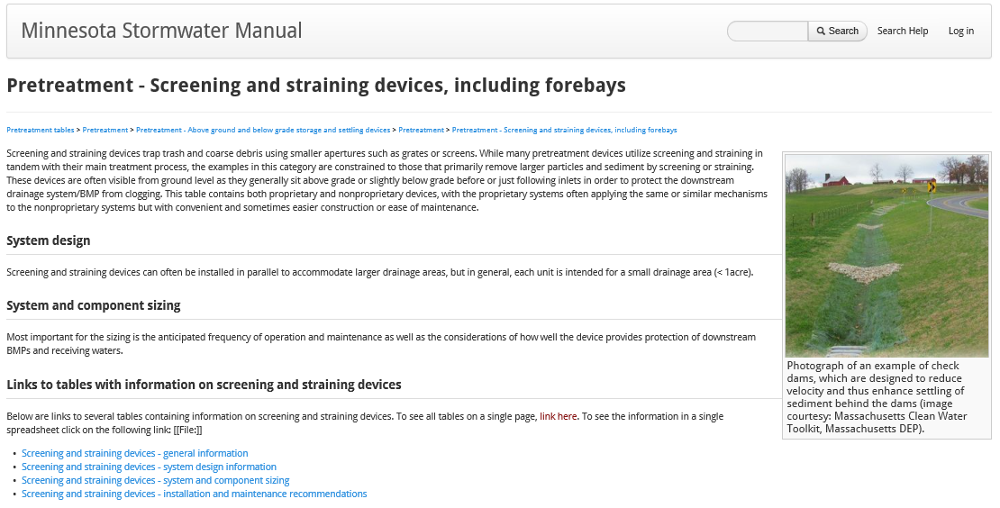 Minnesota Stormwater Manual
Search
Search Help
Log in
Pretreatment - Screening and straining devices, including forebays
Pretreatment tables > Pretreatment > Pretreatment - Above ground and below grade storage and settling devices > Pretreatment > Pretreatment - Screening and straining devices, including forebays
Screening and straining devices trap trash and coarse debris using smaller apertures such as grates or screens. While many pretreatment devices utilize screening and straining in
tandem with their main treatment process, the examples in this category are constrained to those that primarily remove larger particles and sediment by screening or straining.
These devices are often visible from ground level as they generally sit above grade or slightly below grade before or just following inlets in order to protect the downstream
drainage system/BMP from clogging. This table contains both proprietary and nonproprietary devices, with the proprietary systems often applying the same or similar mechanisms
to the nonproprietary systems but with convenient and sometimes easier construction or ease of maintenance.
System design
Screening and straining devices can often be installed in parallel to accommodate larger drainage areas, but in general, each unit is intended for a small drainage area (< 1acre).
System and component sizing
Most important for the sizing is the anticipated frequency of operation and maintenance as well as the considerations of how well the device provides protection of downstream
BMPs and receiving waters.
Links to tables with information on screening and straining devices
Below are links to several tables containing information on screening and straining devices. To see all tables on a single page, link here. To see the information in a single
spreadsheet click on the following link: [[File:]]
• Screening and straining devices - general information
• Screening and straining devices - system design information
• Screening and straining devices - system and component sizing
• Screening and straining devices - installation and maintenance recommendations
Photograph of an example of check
dams, which are designed to reduce
velocity and thus enhance settling of
sediment behind the dams (image
courtesy: Massachusetts Clean Water
Toolkit, Massachusetts DEP).